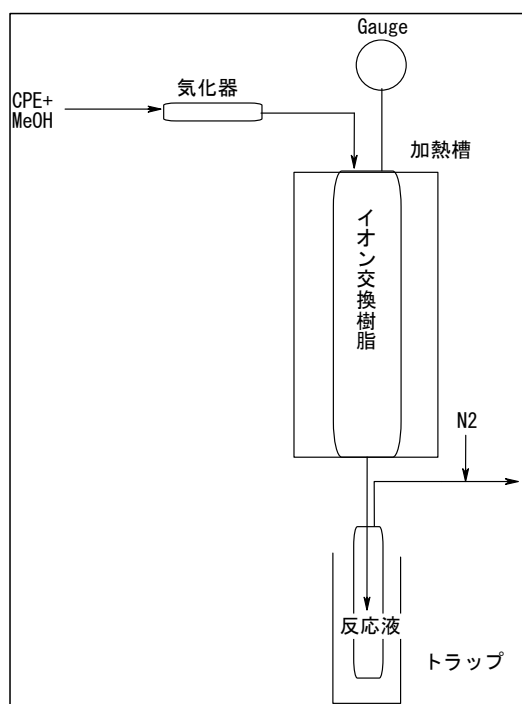 Gauge
気化器
CPE+
MeOH
加熱槽
イオン交換樹脂
N2
反応液
トラップ